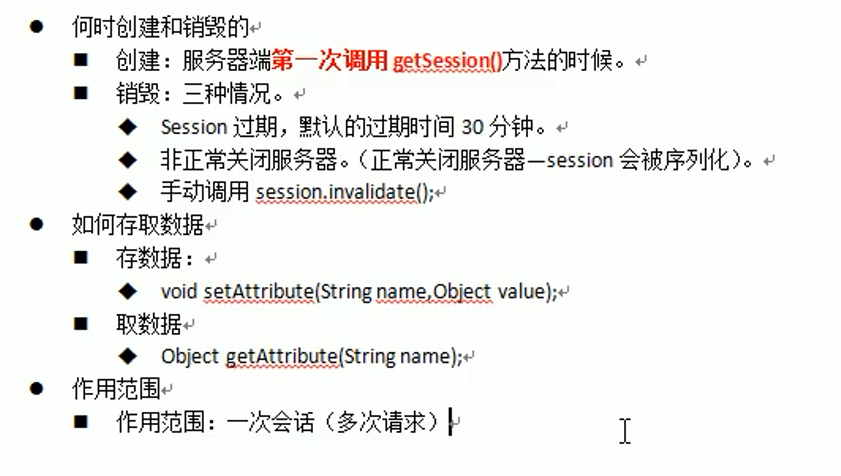 ● 何时创建和销毁的
■ 创建：服务器端第一次调用 getSession()方法的时候。
■ 销毁：三种情况。
◆ Session 过期，默认的过期时间 30 分钟。
◆ 非正常关闭服务器。（正常关闭服务器—session 会被序列化）。
◆ 手动调用 session.invalidate();
● 如何存取数据
■ 存数据：
◆ void setAttribute(String name,Object value);
■ 取数据
◆ Object getAttribute(String name);
● 作用范围
■ 作用范围：一次会话（多次请求）